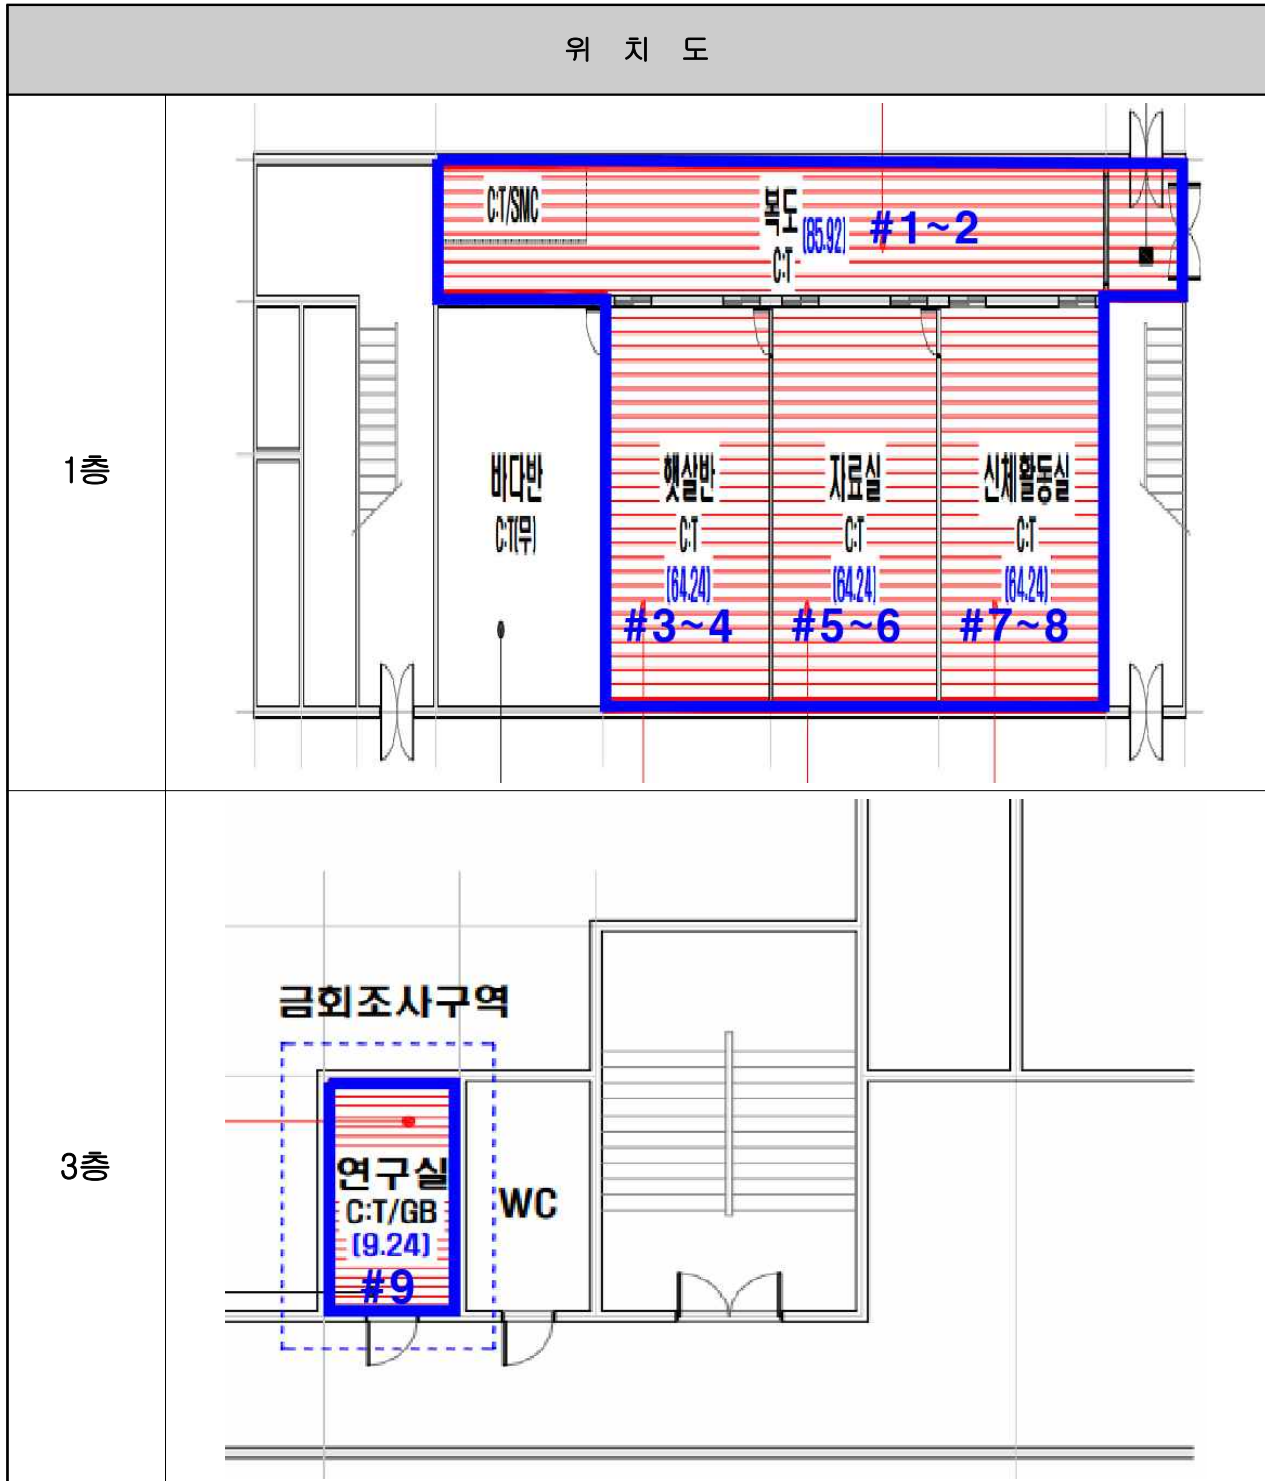 위 치 도
1층
C:T/SMC
복도
(85.92)
#1~2
C:T
바다반
C:T(무)
햇살반
C:T
(64.24)
#3~4
자료실
C:T
(64.24)
#5~6
신체활동실
C:T
(64.24)
#7~8
3층
금회조사구역
연구실
C:T/GB
(9.24)
#9
WC